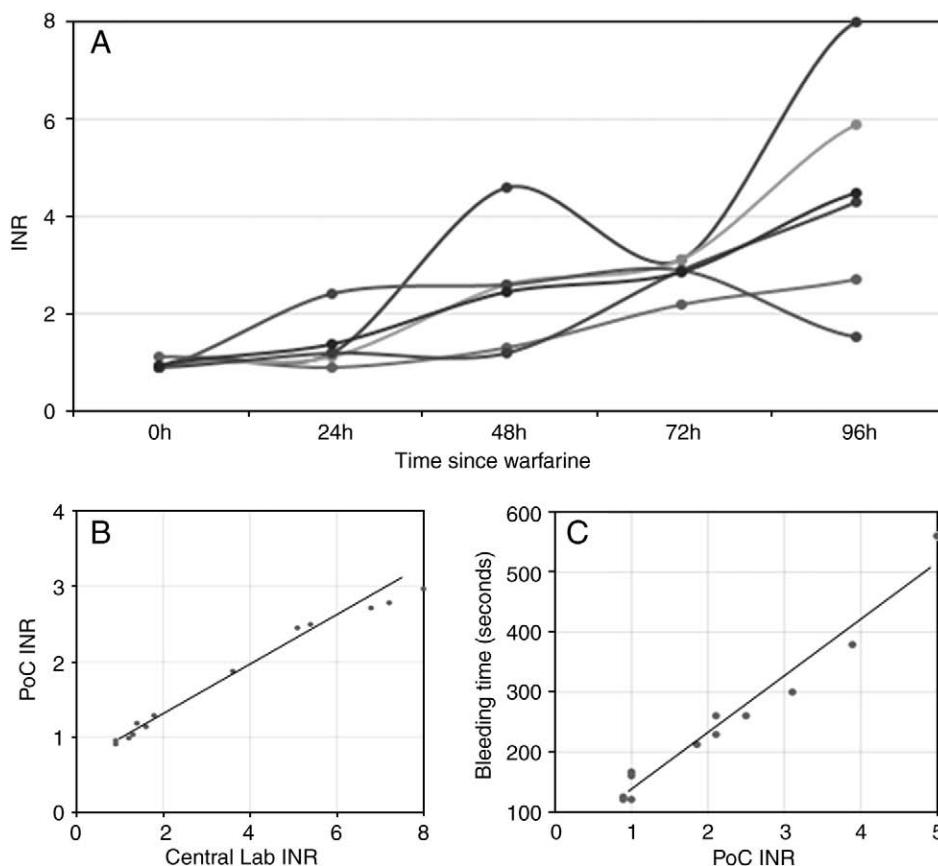 A
8
6
4
2
0
INR
0h 24h 48h 72h 96h
Time since warfarine
B
4
3
2
1
0
PoC INR
0 2 4 6 8
Central Lab INR
C
600
500
400
300
200
100
Bleeding time (seconds)
0 1 2 3 4 5
PoC INR